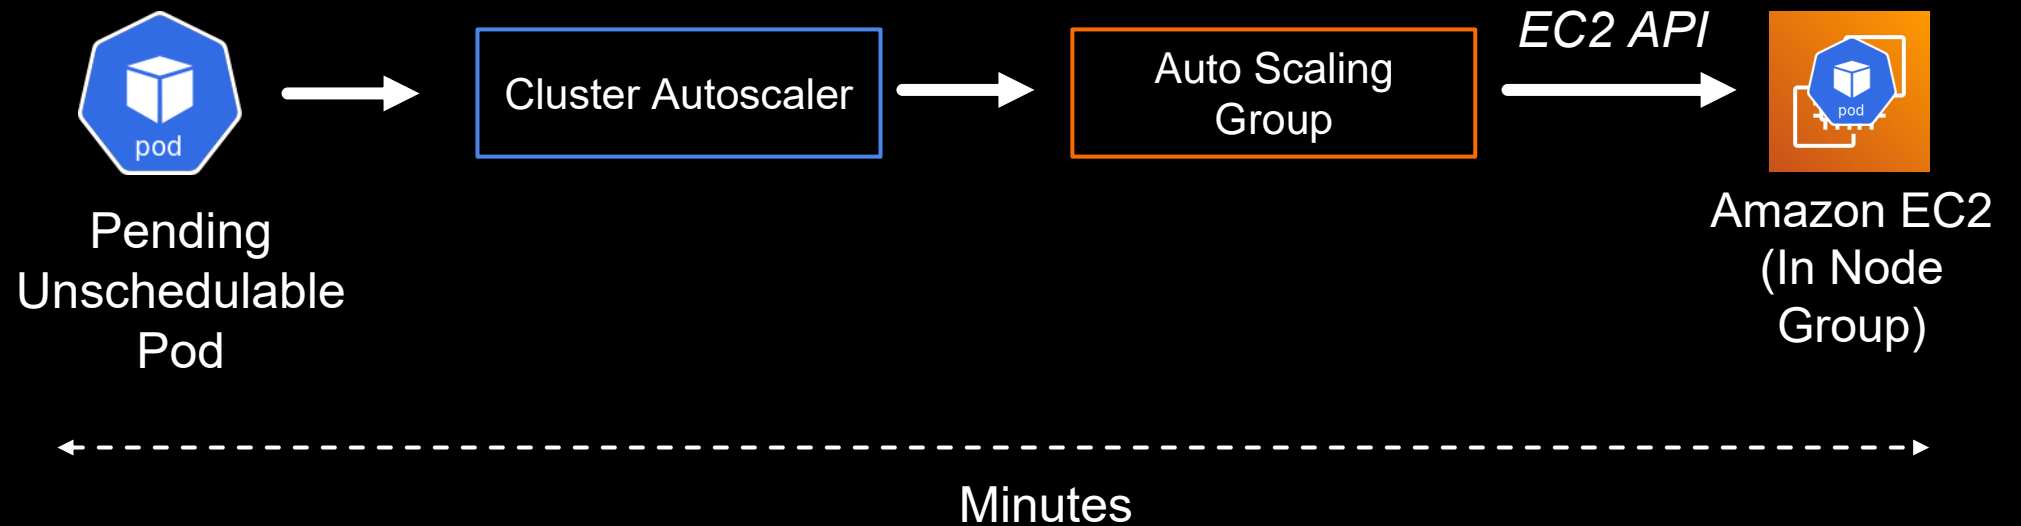 pod
Pending
Unschedulable
Pod
Cluster Autoscaler
Auto Scaling
Group
EC2 API
pod
Amazon EC2
(In Node
Group)
Minutes